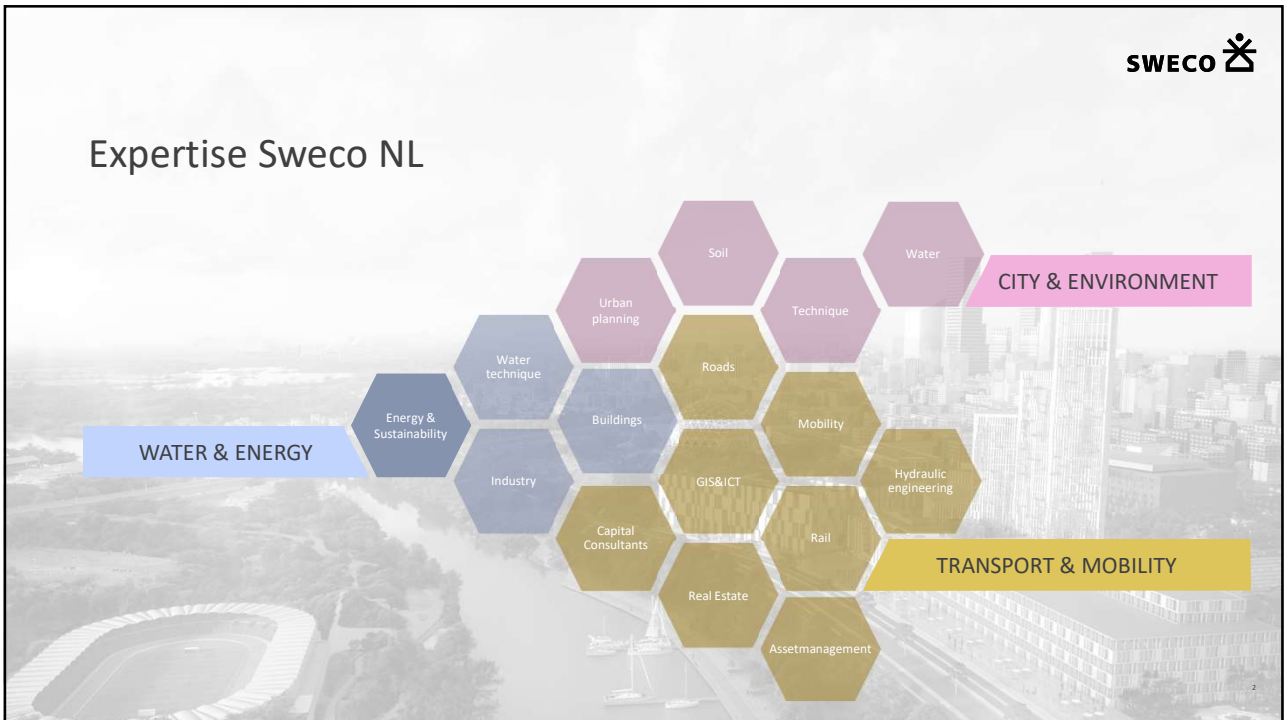 SWECO
Expertise Sweco NL
Soil
Water
CITY & ENVIRONMENT
Urban
planning
Technique
Water
technique
Roads
Energy &
Sustainability
Buildings
Mobility
WATER & ENERGY
Industry
GIS&ICT
Hydraulic
engineering
Capital
Consultants
Rail
TRANSPORT & MOBILITY
Real Estate
Assetmanagement
2